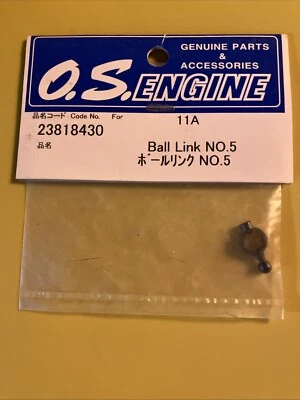 GENUINE PARTS
&
ACCESSORIES
O.S.ENGINE
品名コード Code No. For 11A
23818430
品名 Ball Link NO.5
ボールリンク NO.5